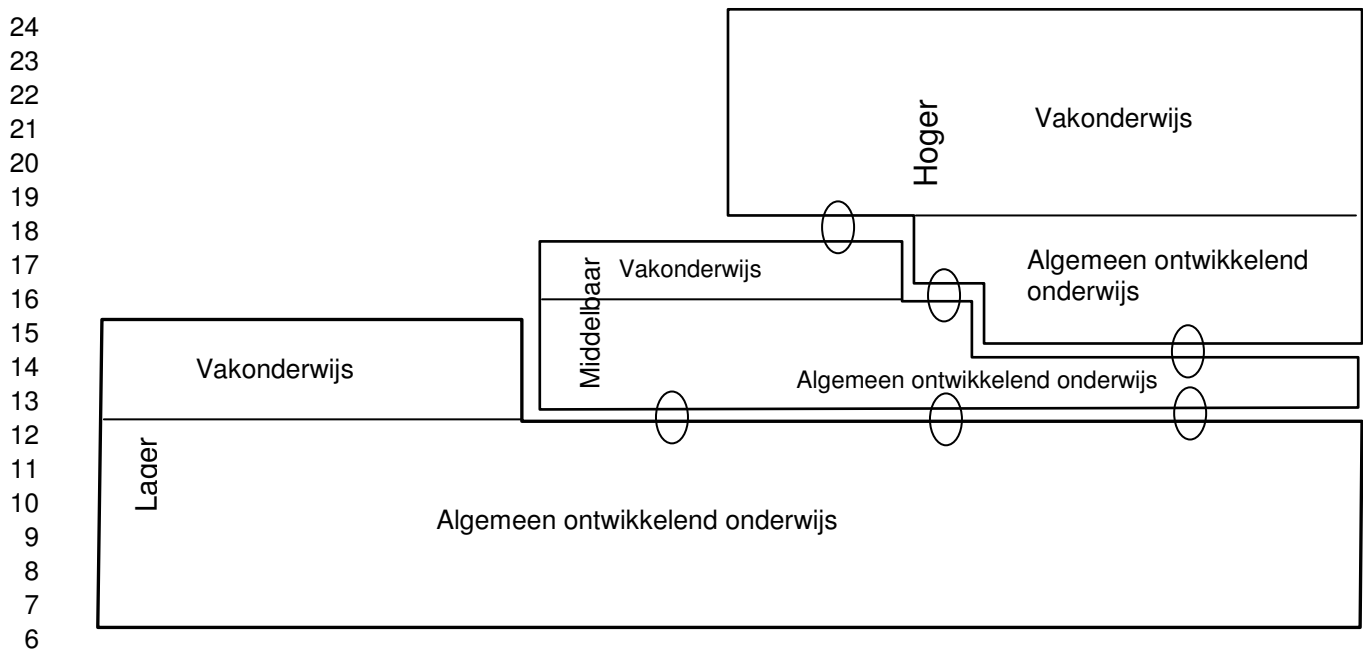 24
23
22
21
20
19
18
17
16
15
14
13
12
11
10
9
8
7
6
Hoger
Vakonderwijs
Algemeen ontwikkelend
onderwijs
Middelbaar
Vakonderwijs
Algemeen ontwikkelend onderwijs
Vakonderwijs
Lager
Algemeen ontwikkelend onderwijs